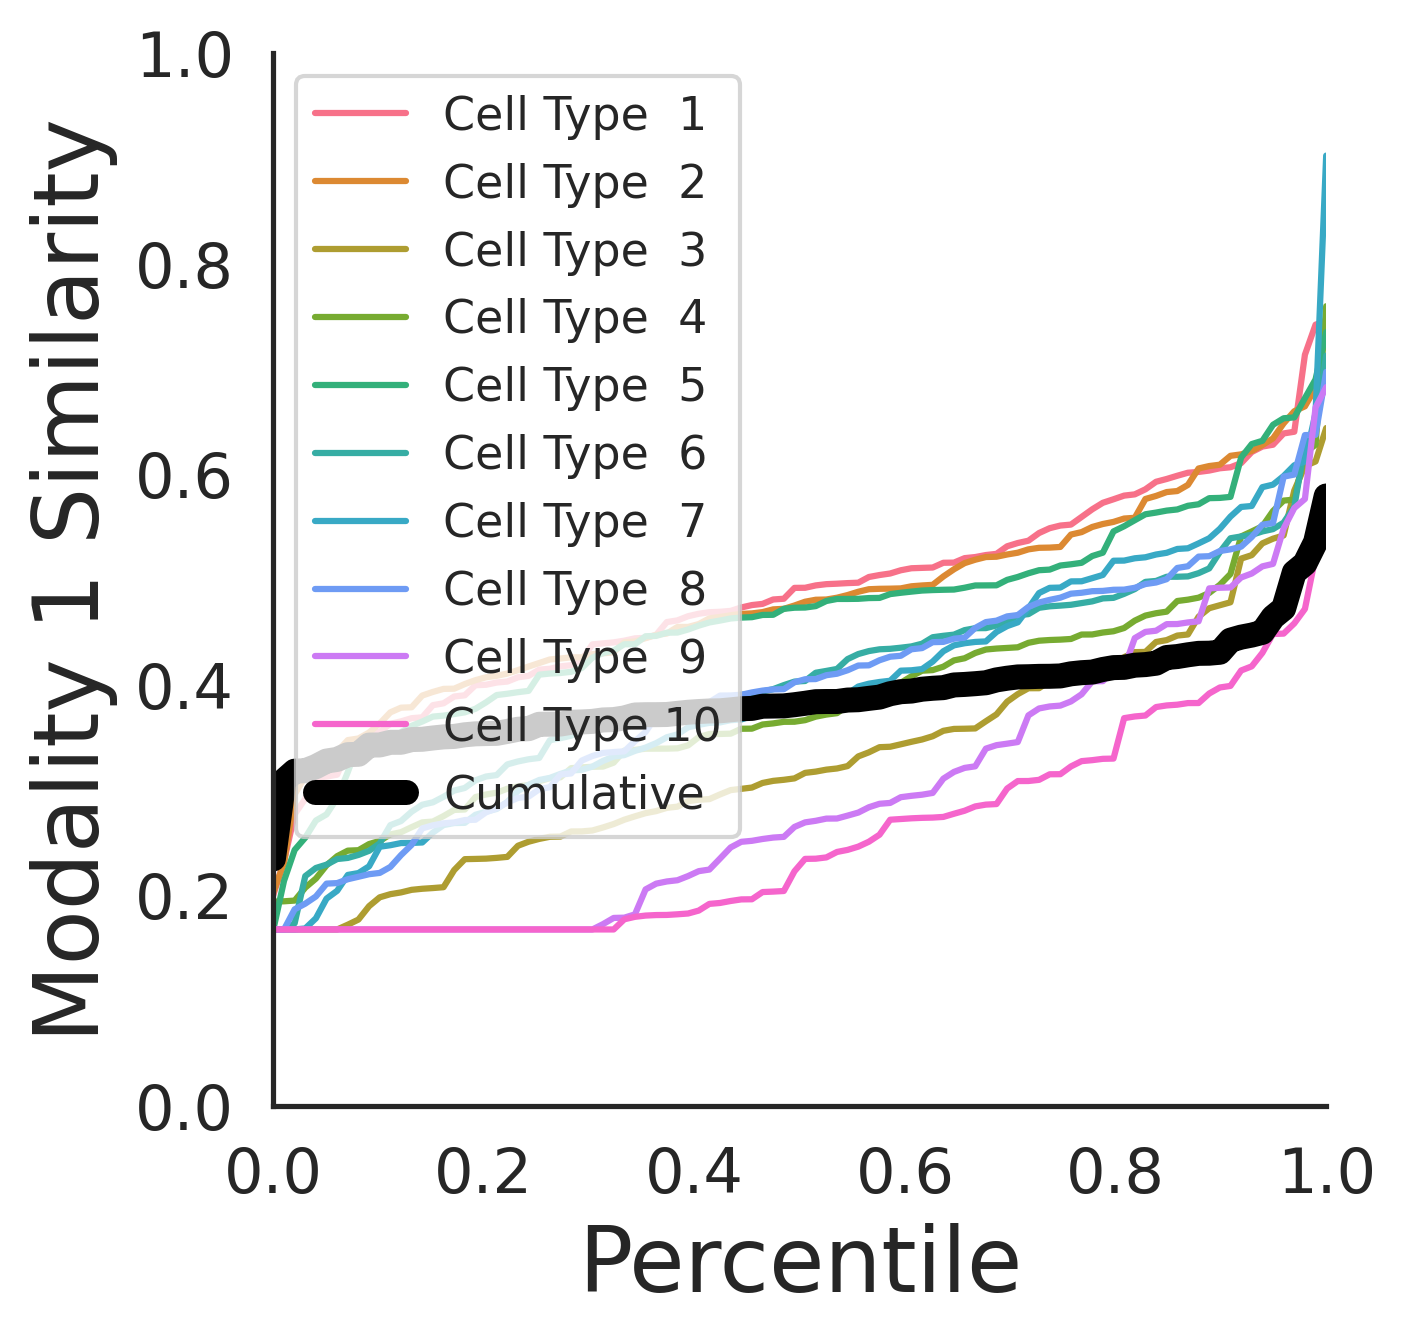 Modality 1 Similarity
1.0
0.8
0.6
0.4
0.2
0.0
Cell Type 1
Cell Type 2
Cell Type 3
Cell Type 4
Cell Type 5
Cell Type 6
Cell Type 7
Cell Type 8
Cell Type 9
Cell Type 10
Cumulative
0.0 0.2 0.4 0.6 0.8 1.0
Percentile